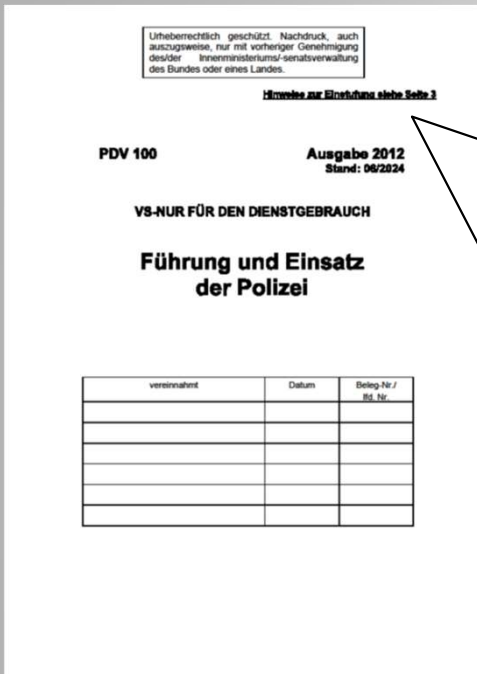 Urheberrechtlich geschützt. Nachdruck, auch
auszugsweise, nur mit vorheriger Genehmigung
des/der Innenministeriums/-senatsverwaltung
des Bundes oder eines Landes.
Hinweise zur Einstufung siehe Seite 3
PDV 100 Ausgabe 2012
Stand: 06/2024
VS-NUR FÜR DEN DIENSTGEBRAUCH
Führung und Einsatz
der Polizei
vereinnahmt Datum Beleg-Nr./
lfd. Nr.